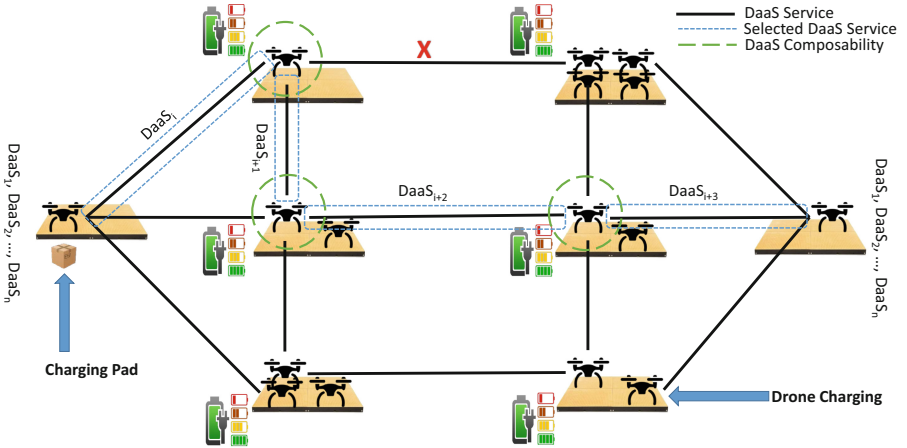 DaaS Service
Selected DaaS Service
DaaS Composability
X
DaaS_i
DaaS_{i+1}
DaaS_{i+2}
DaaS_{i+3}
DaaS_1, DaaS_2, ..., DaaS_n
DaaS_1, DaaS_2, ..., DaaS_n
Charging Pad
Drone Charging